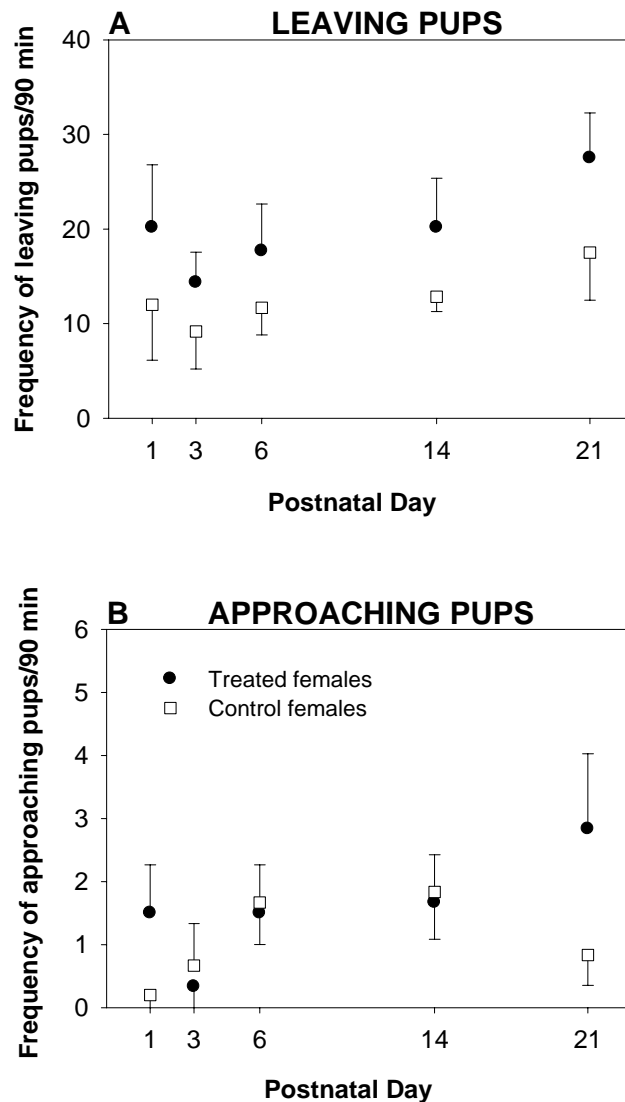 A LEAVING PUPS
Frequency of leaving pups/90 min
40
30
20
10
0
1 3 6 14 21
Postnatal Day
B APPROACHING PUPS
Frequency of approaching pups/90 min
6
5
4
3
2
1
0
Treated females
Control females
1 3 6 14 21
Postnatal Day